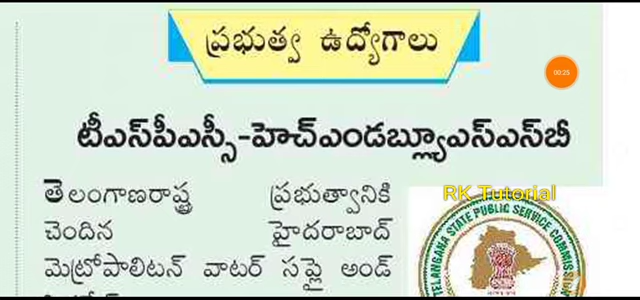 ప్రభుత్వ ఉద్యోగాలు
00:25
టీఎస్‌పీఎస్సీ-హెచ్‌ఎండబ్ల్యూఎస్‌ఎస్‌బీ
RK Tutorial
తెలంగాణరాష్ట్ర ప్రభుత్వానికి
చెందిన హైదరాబాద్
మెట్రోపాలిటన్ వాటర్ సప్లై అండ్
TELANGANA STATE PUBLIC SERVICE COMMISSION